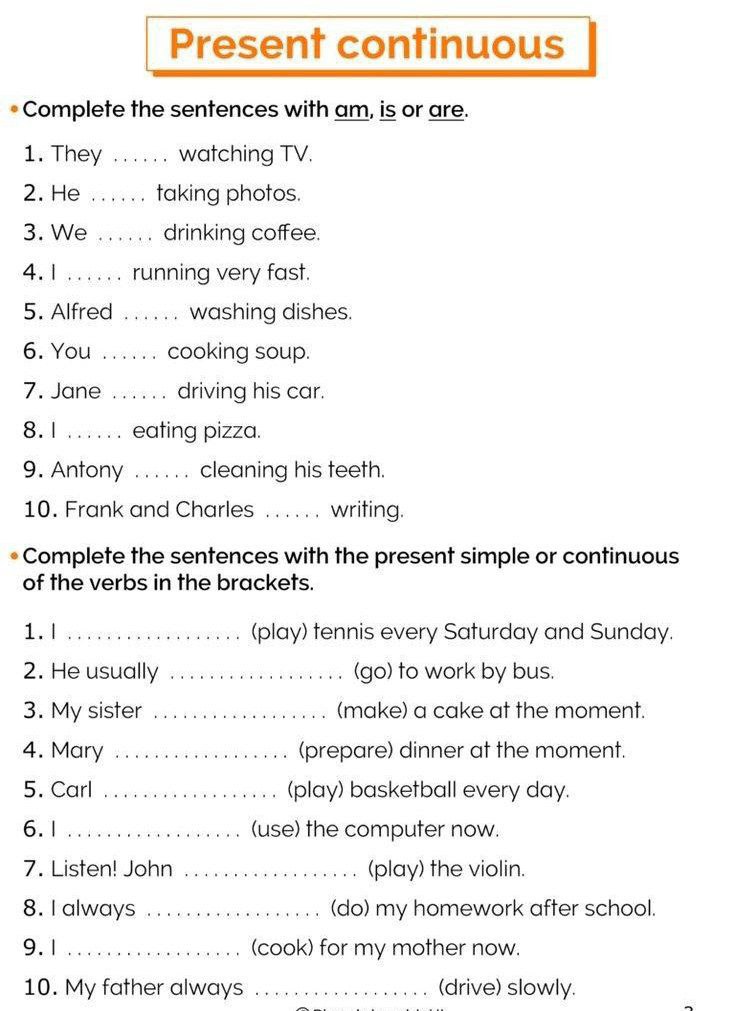 Present continuous
• Complete the sentences with am, is or are.
1. They ...... watching TV.
2. He ...... taking photos.
3. We ...... drinking coffee.
4. I ...... running very fast.
5. Alfred ...... washing dishes.
6. You ...... cooking soup.
7. Jane ...... driving his car.
8. I ...... eating pizza.
9. Antony ...... cleaning his teeth.
10. Frank and Charles ...... writing.
• Complete the sentences with the present simple or continuous
of the verbs in the brackets.
1. I .................. (play) tennis every Saturday and Sunday.
2. He usually .................. (go) to work by bus.
3. My sister .................. (make) a cake at the moment.
4. Mary .................. (prepare) dinner at the moment.
5. Carl .................. (play) basketball every day.
6. I .................. (use) the computer now.
7. Listen! John .................. (play) the violin.
8. I always .................. (do) my homework after school.
9. I .................. (cook) for my mother now.
10. My father always .................. (drive) slowly.